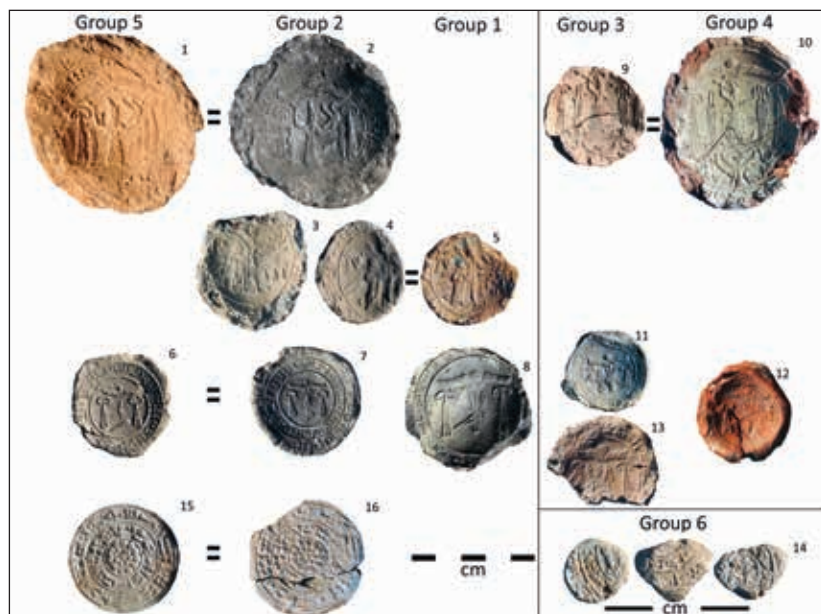 Group 5 Group 2 Group 1 Group 3 Group 4
1 2 9 10
= = =
3 4 5
=
6 7 8 11 12
=
13
15 16
=
cm
Group 6
14
cm